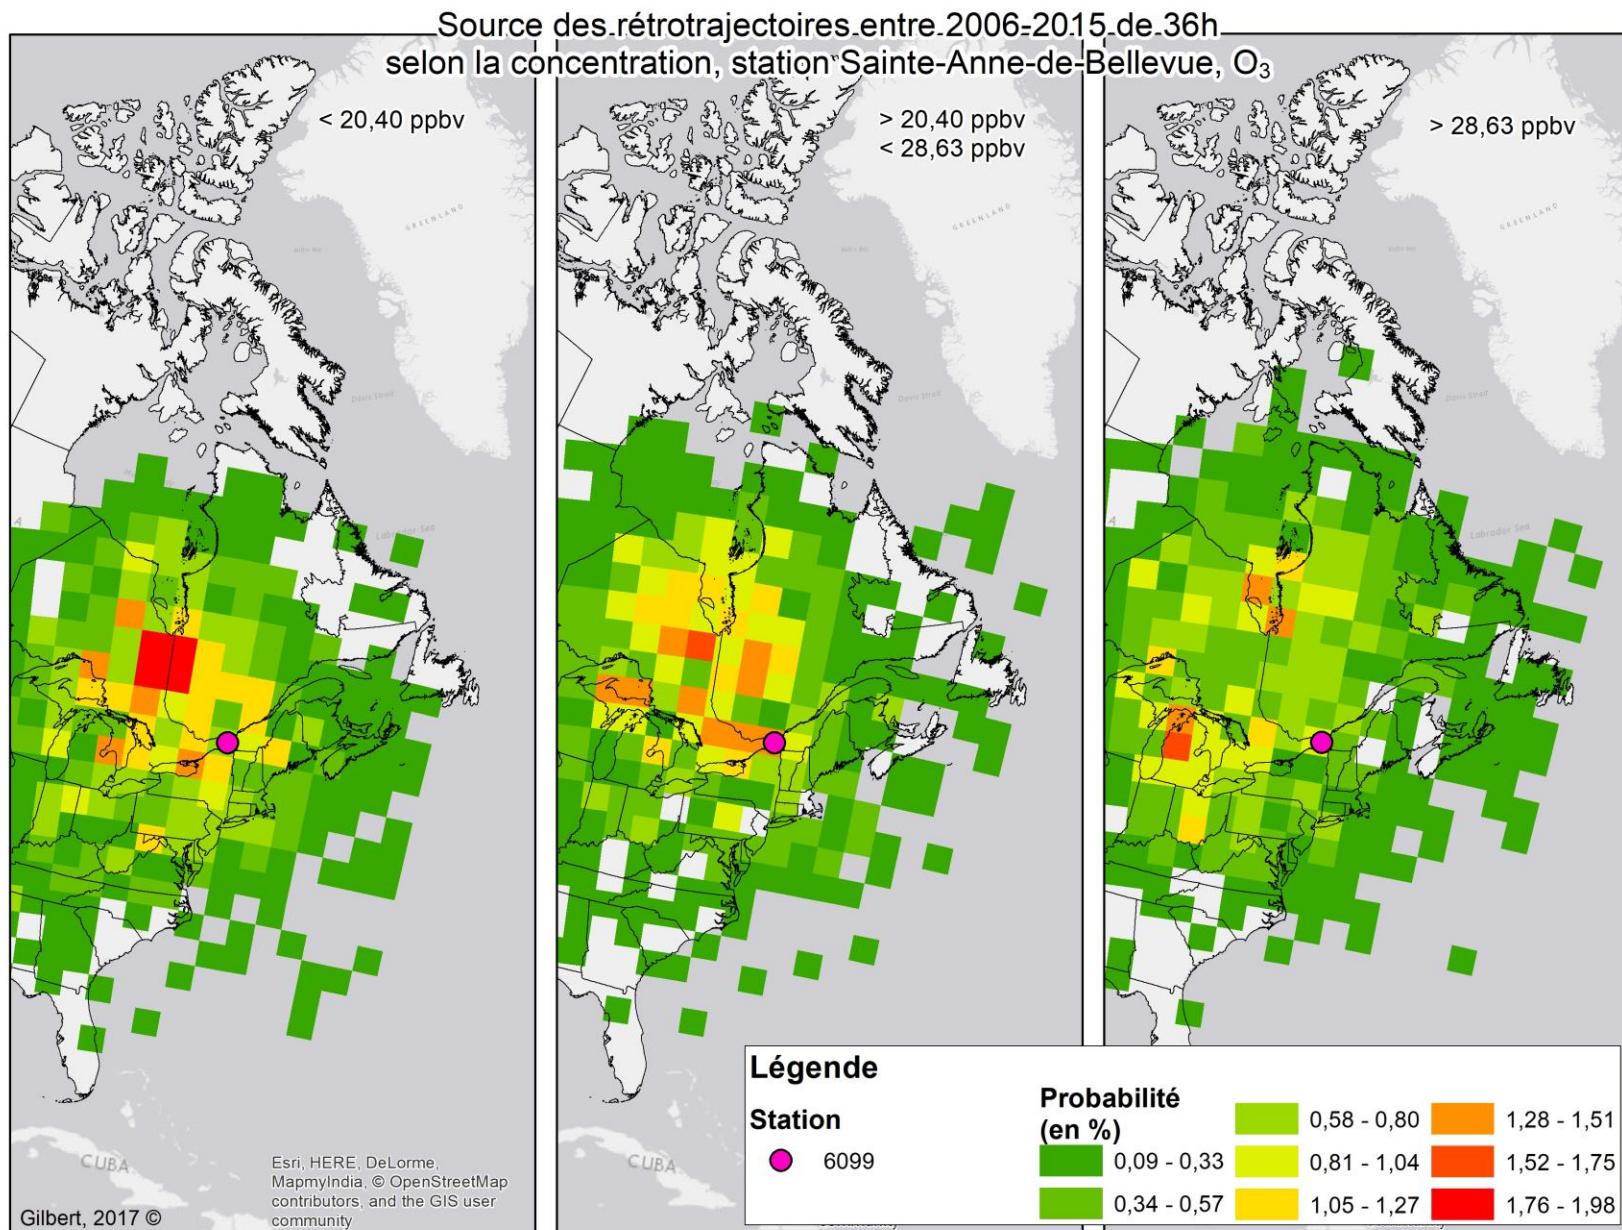 Source des rétrotrajectoires entre 2006-2015 de 36h
selon la concentration, station Sainte-Anne-de-Bellevue, O₃
< 20,40 ppbv
> 20,40 ppbv
< 28,63 ppbv
> 28,63 ppbv
GREENLAND
GREENLAND
GREENLAND
Davis Strait
Davis Strait
Davis Strait
Labrador Sea
Labrador Sea
CUBA
CUBA
Esri, HERE, DeLorme,
MapmyIndia, © OpenStreetMap
contributors, and the GIS user
community
Gilbert, 2017 ©
Légende
Station
6099
Probabilité
(en %)
0,09 - 0,33
0,34 - 0,57
0,58 - 0,80
0,81 - 1,04
1,05 - 1,27
1,28 - 1,51
1,52 - 1,75
1,76 - 1,98